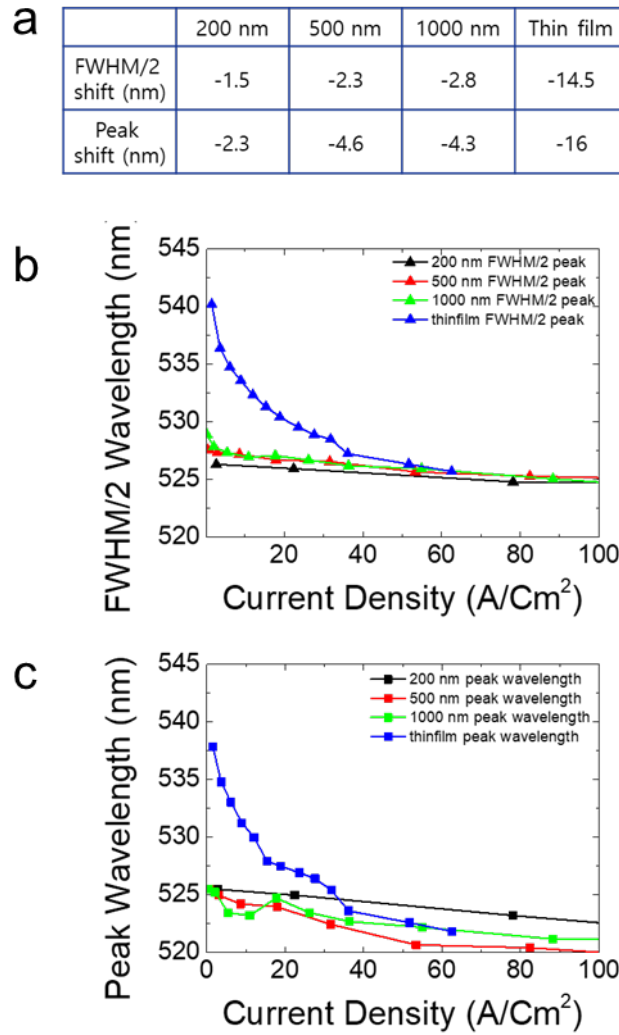 a
200 nm 500 nm 1000 nm Thin film
FWHM/2 shift (nm) -1.5 -2.3 -2.8 -14.5
Peak shift (nm) -2.3 -4.6 -4.3 -16
b
FWHM/2 Wavelength (nm)
545
540
535
530
525
520
200 nm FWHM/2 peak
500 nm FWHM/2 peak
1000 nm FWHM/2 peak
thinfilm FWHM/2 peak
20 40 60 80 100
Current Density (A/Cm²)
c
Peak Wavelength (nm)
545
540
535
530
525
520
200 nm peak wavelength
500 nm peak wavelength
1000 nm peak wavelength
thinfilm peak wavelength
0 20 40 60 80 100
Current Density (A/Cm²)